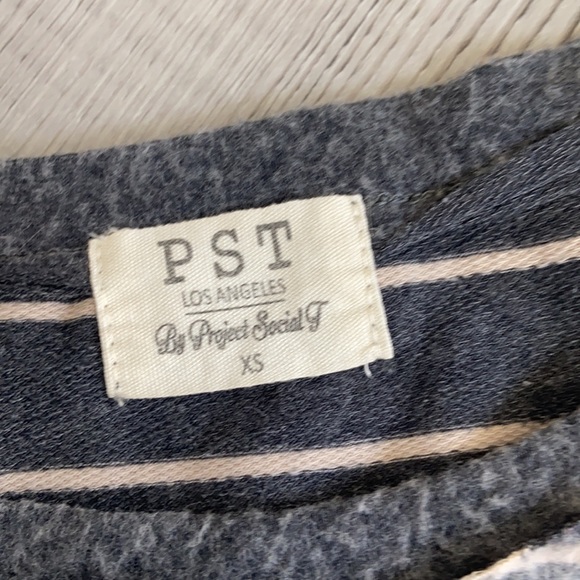 PST
LOS ANGELES
By Project Social T
XS